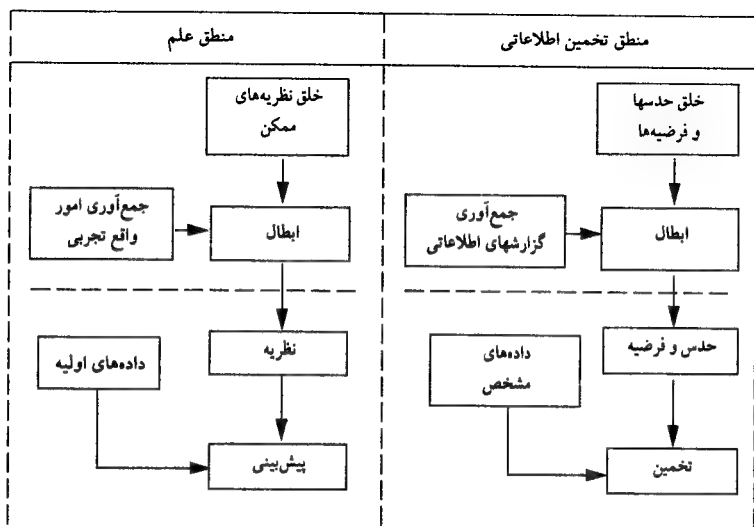 منطق تخمین اطلاعاتی
خلق حدسها
و فرضیه‌ها
ابطال
جمع‌آوری
گزارشهای اطلاعاتی
حدس و فرضیه
داده‌های
مشخص
تخمین
منطق علم
خلق نظریه‌های
ممکن
ابطال
جمع‌آوری امور
واقع تجربی
نظریه
داده‌های اولیه
پیش‌بینی